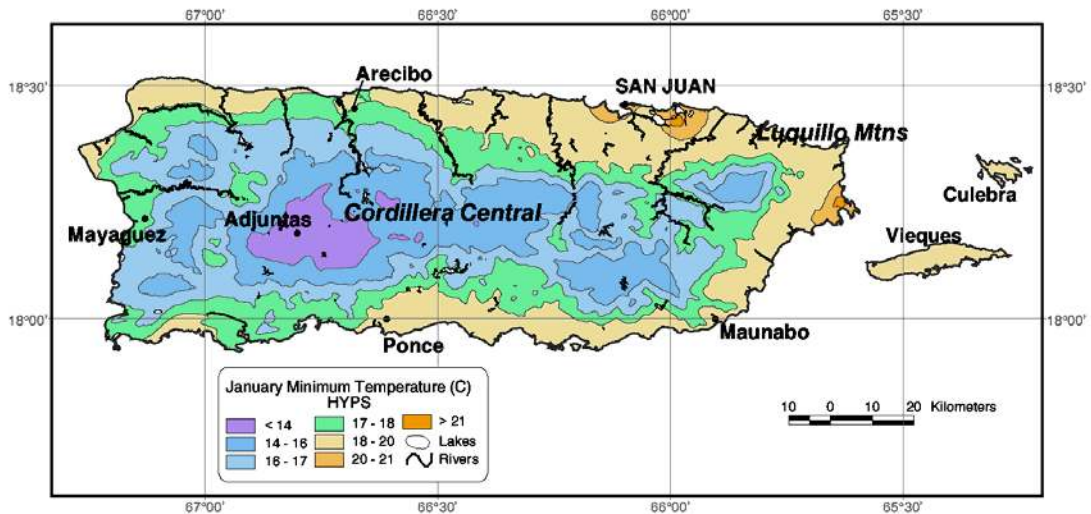 67°00' 66°30' 66°00' 65°30'
18°30' 18°30'
Arecibo
SAN JUAN
Luquillo Mtns
Culebra
Adjuntas
Cordillera Central
Mayaguez
Vieques
18°00' 18°00'
Ponce
Maunabo
January Minimum Temperature (C)
HYPS
< 14 17 - 18 > 21
14 - 16 18 - 20 Lakes
16 - 17 20 - 21 Rivers
10 0 10 20 Kilometers
67°00' 66°30' 66°00' 65°30'